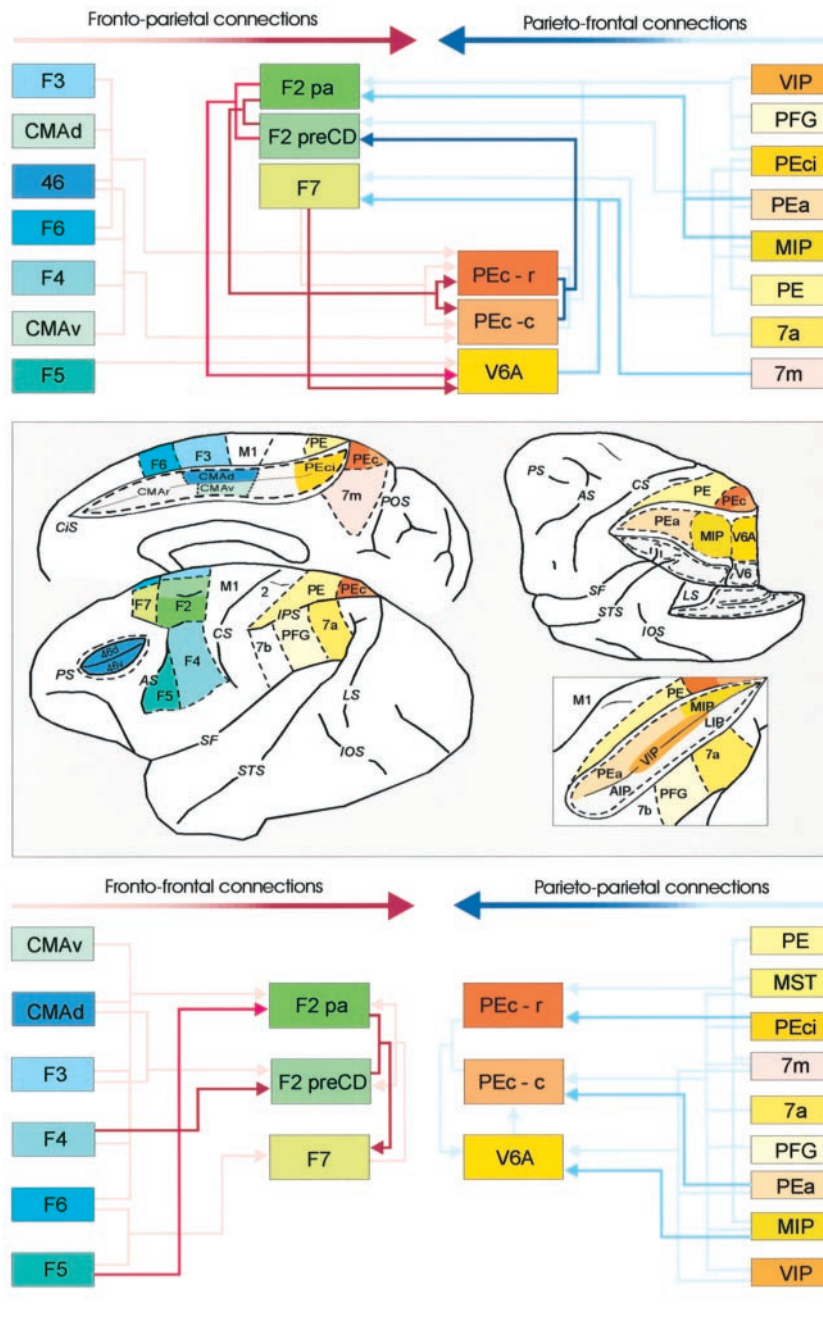 Fronto-parietal connections
Parieto-frontal connections
F3
CMAd
46
F6
F4
CMAv
F5
F2 pa
F2 preCD
F7
PEc - r
PEc -c
V6A
VIP
PFG
PEci
PEa
MIP
PE
7a
7m
F6
F3
M1
PE
PEci
PEc
CMAd
CMAr
CMAv
7m
POS
CiS
PS
AS
CS
PE
PEc
PEa
MIP
V6A
V6
SF
LS
STS
IOS
F7
F2
M1
2
PE
PEc
IPS
7a
CS
7b
PFG
46d
46v
PS
AS
F4
F5
LS
SF
STS
IOS
M1
PE
MIP
LIP
VIP
7a
PEa
AIP
PFG
7b
Fronto-frontal connections
Parieto-parietal connections
CMAv
CMAd
F3
F4
F6
F5
F2 pa
F2 preCD
F7
PEc - r
PEc - c
V6A
PE
MST
PEci
7m
7a
PFG
PEa
MIP
VIP